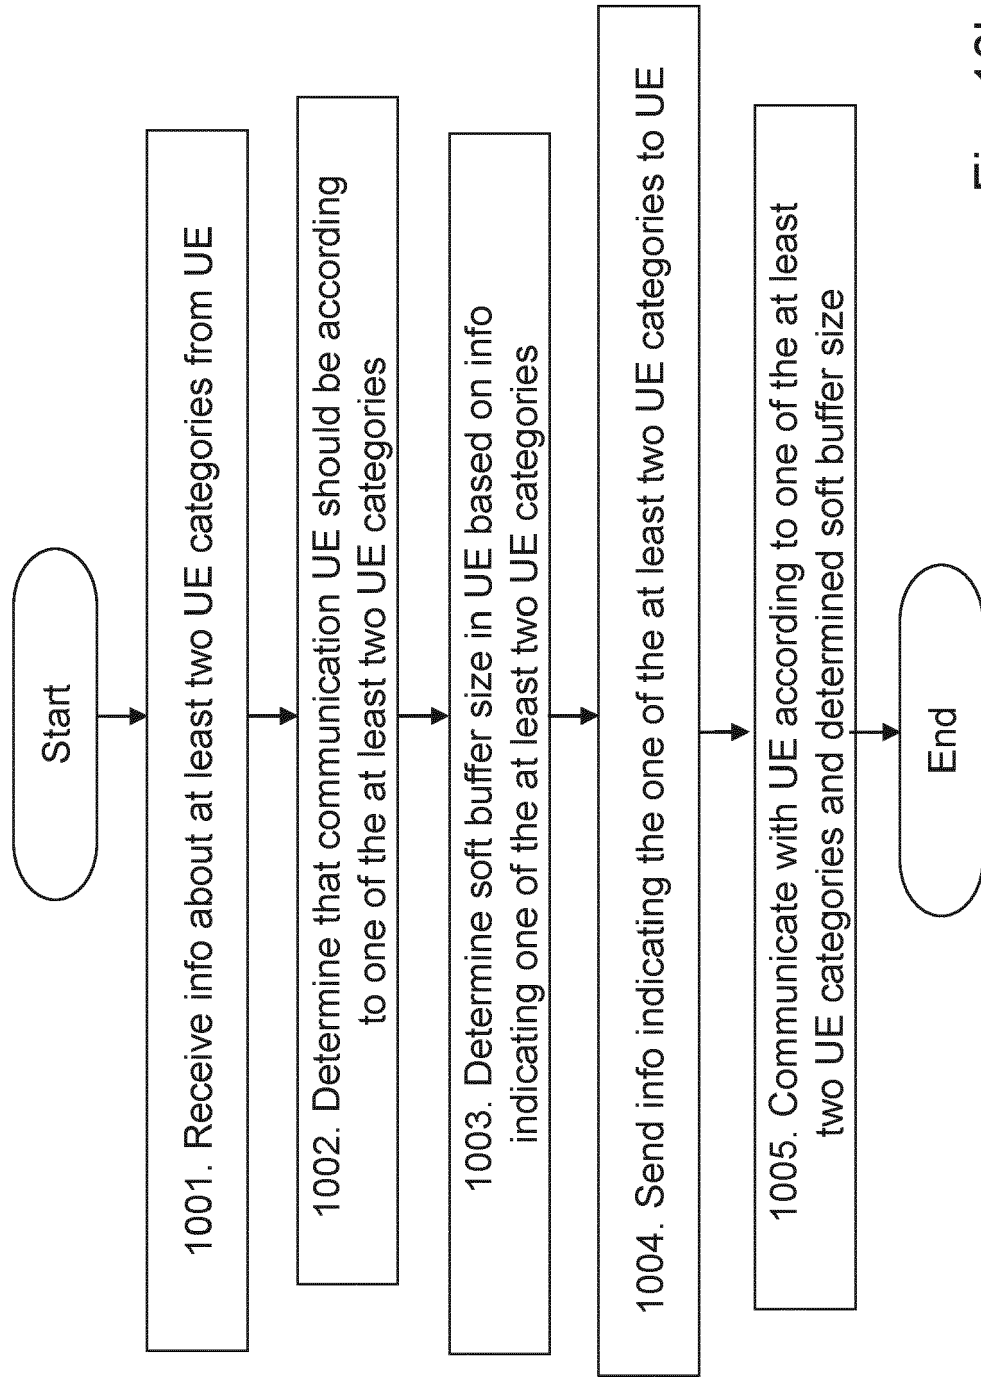 Start
1001. Receive info about at least two UE categories from UE
1002. Determine that communication UE should be according
to one of the at least two UE categories
1003. Determine soft buffer size in UE based on info
indicating one of the at least two UE categories
1004. Send info indicating the one of the at least two UE categories to UE
1005. Communicate with UE according to one of the at least
two UE categories and determined soft buffer size
End